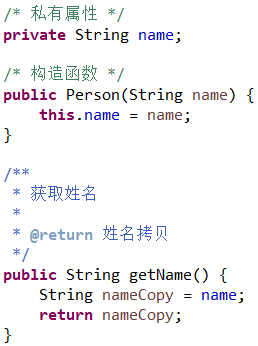 /* 私有属性 */
private String name;
/* 构造函数 */
public Person(String name) {
    this.name = name;
}
/**
 * 获取姓名
 *
 * @return 姓名拷贝
 */
public String getName() {
    String nameCopy = name;
    return nameCopy;
}